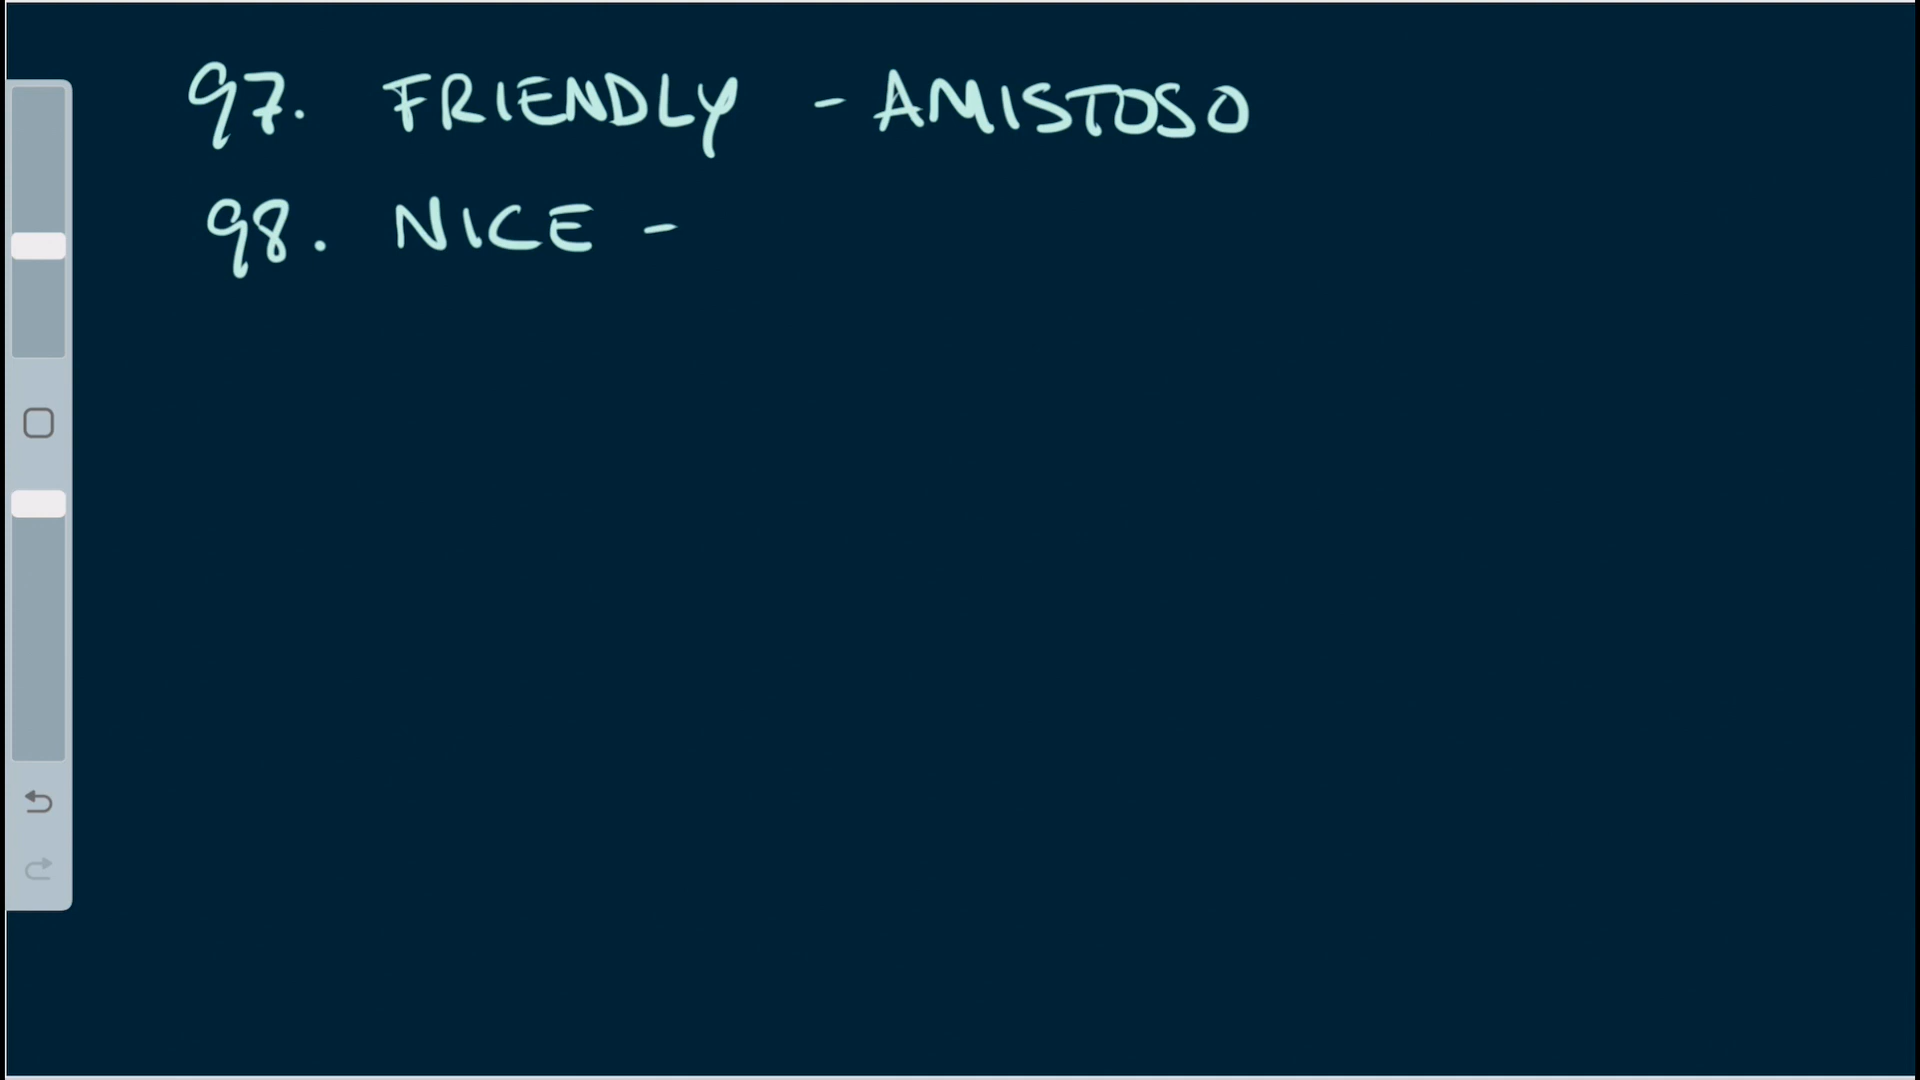 97. FRIENDLY - AMISTOSO
98. NICE -